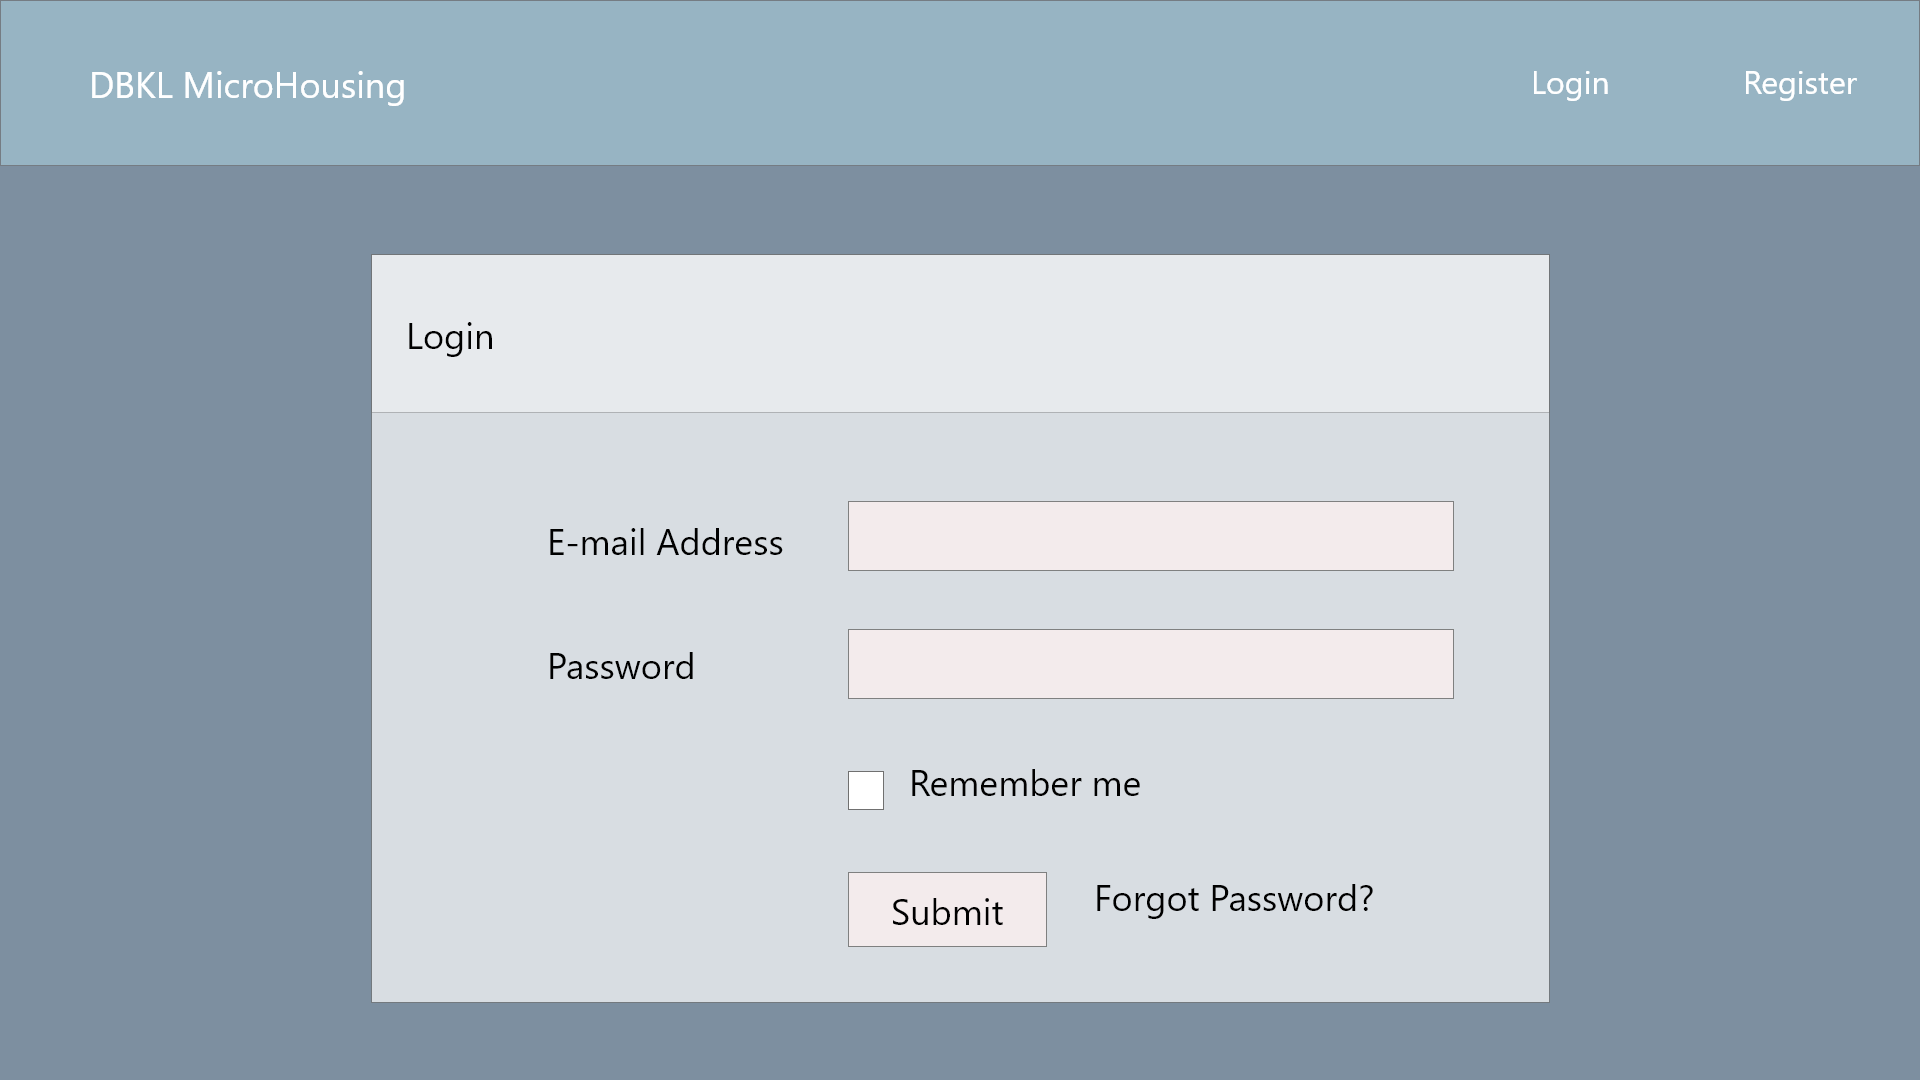 DBKL MicroHousing
Login
Register
Login
E-mail Address
Password
Remember me
Submit
Forgot Password?